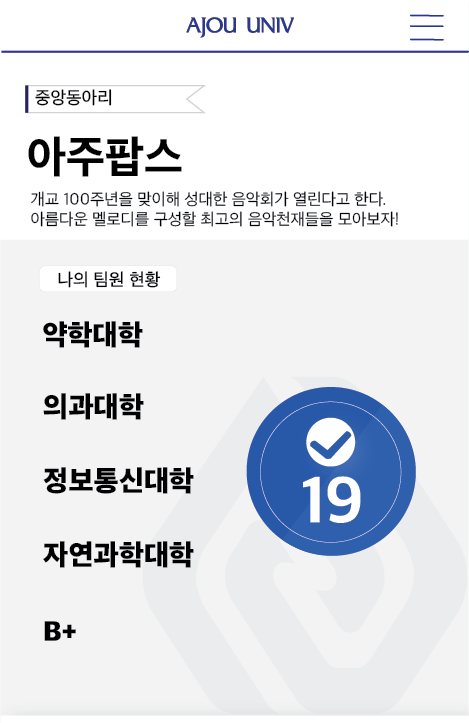 AJOU UNIV
중앙동아리
아주팝스
개교 100주년을 맞이해 성대한 음악회가 열린다고 한다.
아름다운 멜로디를 구성할 최고의 음악천재들을 모아보자!
나의 팀원 현황
약학대학
의과대학
정보통신대학
자연과학대학
B+
19